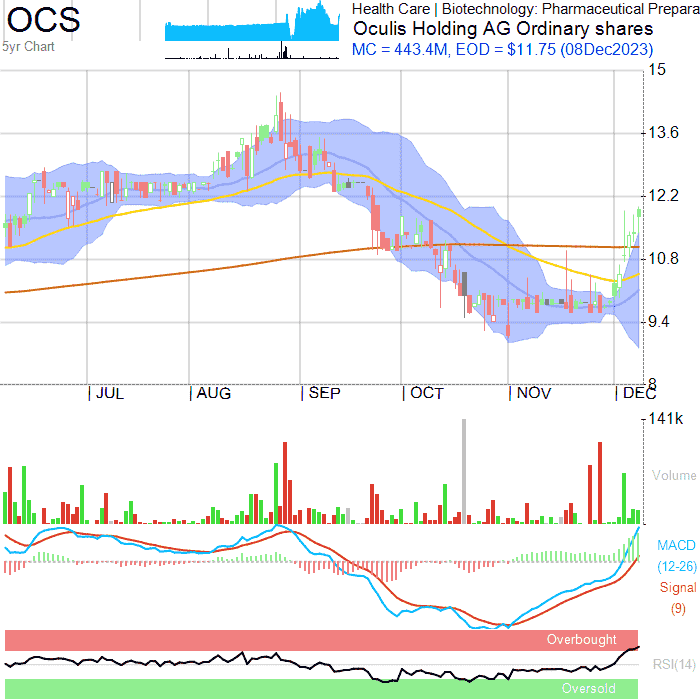 OCS
5yr Chart
Health Care | Biotechnology: Pharmaceutical Prepara
Oculis Holding AG Ordinary shares
MC = 443.4M, EOD = $11.75 (08Dec2023)
15
13.6
12.2
10.8
9.4
8
JUL AUG SEP OCT NOV DEC
141k
Volume
MACD
(12-26)
Signal
(9)
Overbought
RSI(14)
Oversold